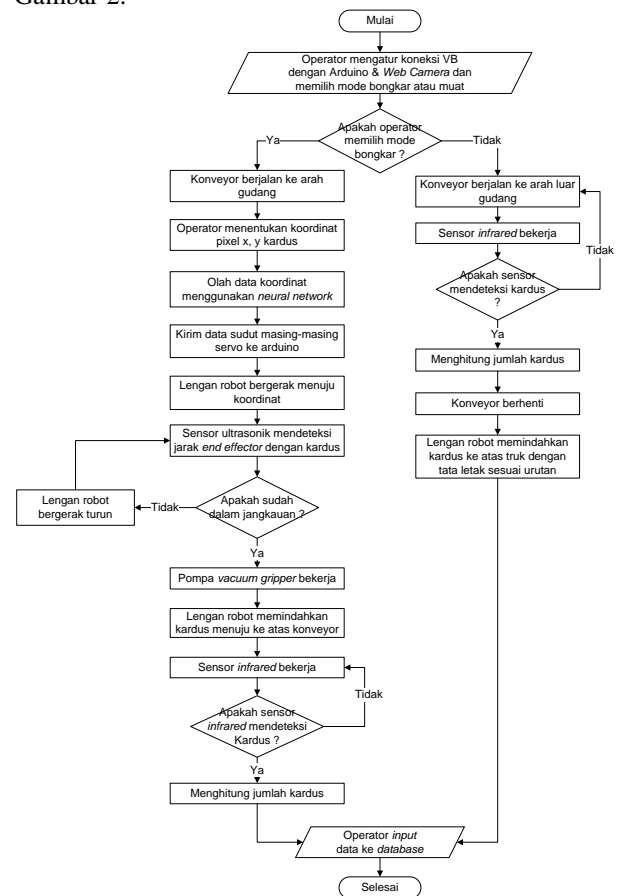 Gambar 2.
Mulai
Operator mengatur koneksi VB
dengan Arduino & Web Camera dan
memilih mode bongkar atau muat
Apakah operator
memilih mode
bongkar ?
Ya
Tidak
Konveyor berjalan ke arah
gudang
Operator menentukan koordinat
pixel x, y kardus
Olah data koordinat
menggunakan neural network
Kirim data sudut masing-masing
servo ke arduino
Lengan robot bergerak menuju
koordinat
Sensor ultrasonik mendeteksi
jarak end effector dengan kardus
Apakah sudah
dalam jangkauan ?
Tidak
Lengan robot
bergerak turun
Ya
Pompa vacuum gripper bekerja
Lengan robot memindahkan
kardus menuju ke atas konveyor
Sensor infrared bekerja
Tidak
Apakah sensor
infrared mendeteksi
Kardus ?
Ya
Menghitung jumlah kardus
Konveyor berjalan ke arah luar
gudang
Sensor infrared bekerja
Tidak
Apakah sensor
mendeteksi kardus
?
Ya
Menghitung jumlah kardus
Konveyor berhenti
Lengan robot memindahkan
kardus ke atas truk dengan
tata letak sesuai urutan
Operator input
data ke database
Selesai